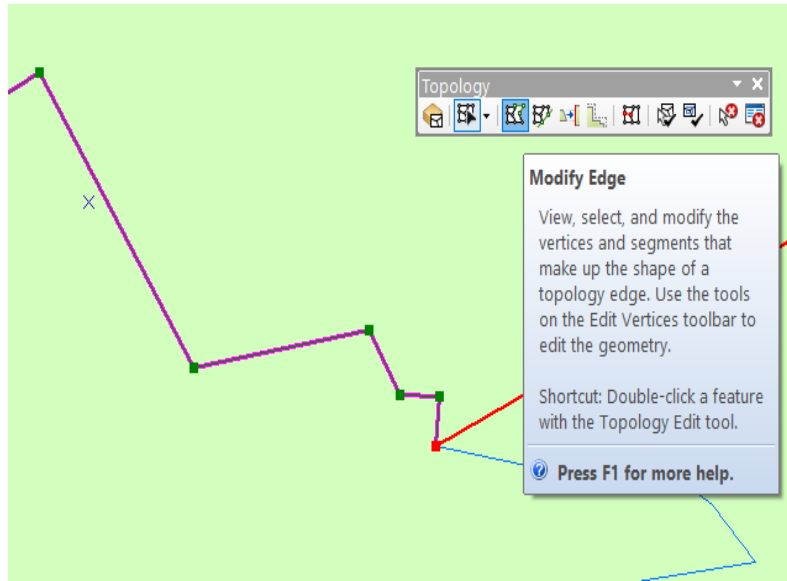 Topology
Modify Edge
View, select, and modify the
vertices and segments that
make up the shape of a
topology edge. Use the tools
on the Edit Vertices toolbar to
edit the geometry.
Shortcut: Double-click a feature
with the Topology Edit tool.
Press F1 for more help.